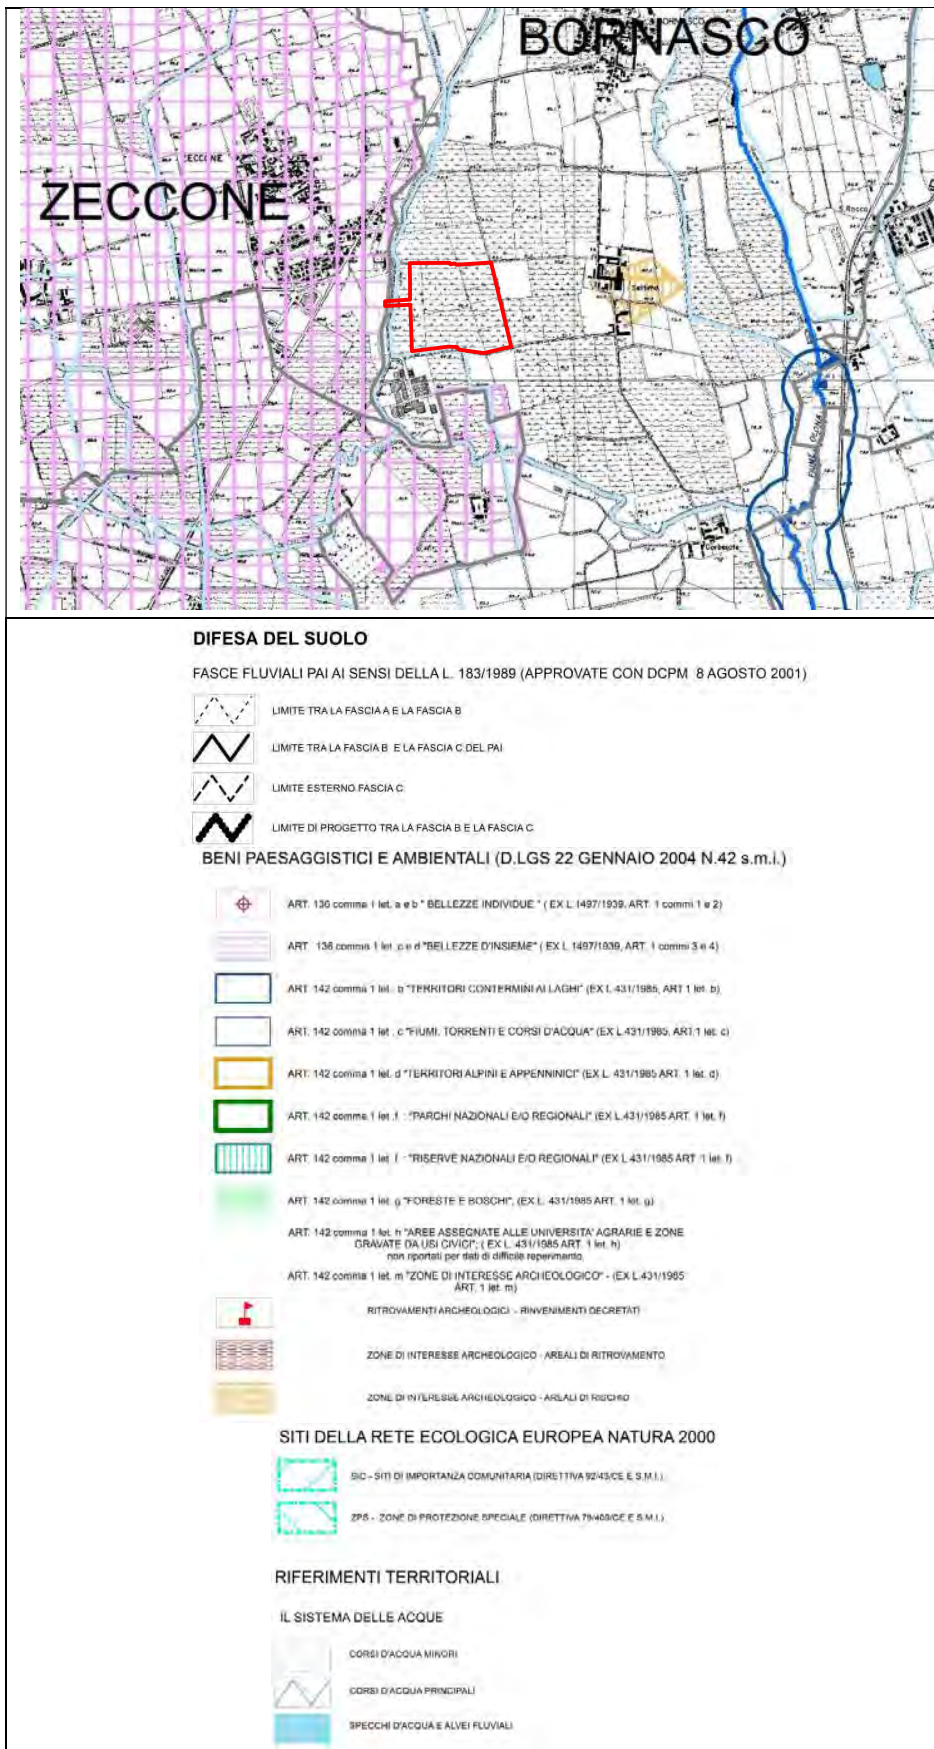 BORNASCO
ZECCONE
ZECCONE
S. Rocco
Settimo
OLONA
DIFESA DEL SUOLO
FASCE FLUVIALI PAI AI SENSI DELLA L. 183/1989 (APPROVATE CON DCPM 8 AGOSTO 2001)
LIMITE TRA LA FASCIA A E LA FASCIA B
LIMITE TRA LA FASCIA B E LA FASCIA C DEL PAI
LIMITE ESTERNO FASCIA C
LIMITE DI PROGETTO TRA LA FASCIA B E LA FASCIA C
BENI PAESAGGISTICI E AMBIENTALI (D.LGS 22 GENNAIO 2004 N.42 s.m.i.)
ART. 136 comma 1 let. a e b " BELLEZZE INDIVIDUE " ( EX L.1497/1939, ART. 1 commi 1 e 2)
ART. 136 comma 1 let. c e d "BELLEZZE D'INSIEME" ( EX L.1497/1939, ART. 1 commi 3 e 4)
ART. 142 comma 1 let . b "TERRITORI CONTERMINI AI LAGHI" (EX L. 431/1985, ART 1 let. b)
ART. 142 comma 1 let . c "FIUMI, TORRENTI E CORSI D'ACQUA" (EX L.431/1985, ART.1 let. c)
ART. 142 comma 1 let. d "TERRITORI ALPINI E APPENNINICI" (EX L. 431/1985 ART. 1 let. d)
ART. 142 comma 1 let .f. : "PARCHI NAZIONALI E/O REGIONALI" (EX L.431/1985 ART. 1 let. f)
ART. 142 comma 1 let. f : "RISERVE NAZIONALI E/O REGIONALI" (EX L.431/1985 ART .1 let. f)
ART. 142 comma 1 let. g "FORESTE E BOSCHI", (EX L. 431/1985 ART. 1 let. g)
ART. 142 comma 1 let. h "AREE ASSEGNATE ALLE UNIVERSITA' AGRARIE E ZONE
GRAVATE DA USI CIVICI"; ( EX L. 431/1985 ART. 1 let. h)
non riportati per dati di difficile reperimento
ART. 142 comma 1 let. m "ZONE DI INTERESSE ARCHEOLOGICO" - (EX L.431/1985
ART. 1 let. m)
RITROVAMENTI ARCHEOLOGICI - RINVENIMENTI DECRETATI
ZONE DI INTERESSE ARCHEOLOGICO - AREALI DI RITROVAMENTO
ZONE DI INTERESSE ARCHEOLOGICO - AREALI DI RISCHIO
SITI DELLA RETE ECOLOGICA EUROPEA NATURA 2000
SIC - SITI DI IMPORTANZA COMUNITARIA (DIRETTIVA 92/43/CE E S.M.I.)
ZPS - ZONE DI PROTEZIONE SPECIALE (DIRETTIVA 79/409/CE E S.M.I.)
RIFERIMENTI TERRITORIALI
IL SISTEMA DELLE ACQUE
CORSI D'ACQUA MINORI
CORSI D'ACQUA PRINCIPALI
SPECCHI D'ACQUA E ALVEI FLUVIALI